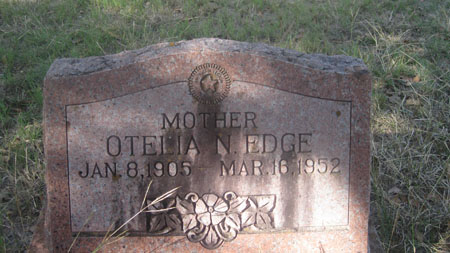 MOTHER
OTELIA N. EDGE
JAN. 8, 1905 - MAR. 16, 1952